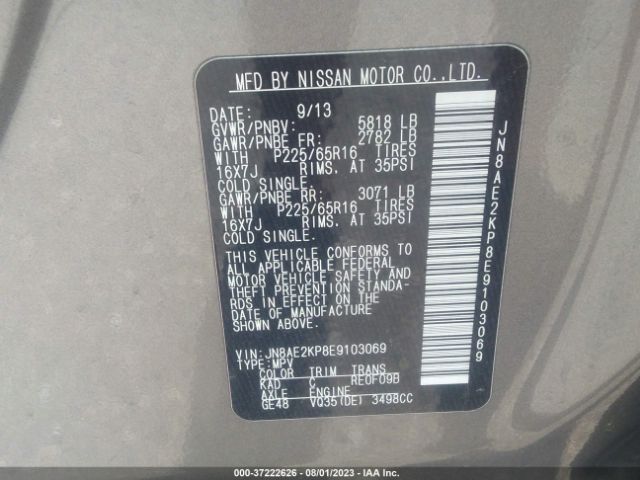 MFD BY NISSAN MOTOR CO.,LTD.
DATE: 9/13
GVWR/PNBV: 5818 LB
GAWR/PNBE FR: 2782 LB
WITH P225/65R16 TIRES
16X7J RIMS. AT 35PSI
COLD SINGLE.
GAWR/PNBE RR: 3071 LB
WITH P225/65R16 TIRES
16X7J RIMS. AT 35PSI
COLD SINGLE.
THIS VEHICLE CONFORMS TO
ALL APPLICABLE FEDERAL
MOTOR VEHICLE SAFETY AND
THEFT PREVENTION STANDA-
RDS IN EFFECT ON THE
DATE OF MANUFACTURE
SHOWN ABOVE.
VIN: JN8AE2KP8E9103069
TYPE: MPV
COLOR TRIM TRANS
KAD C RE0F09B
AXLE ENGINE
GE48 VQ35(DE) 3498CC
JN8AE2KP8E9103069
000-37222626 - 08/01/2023 - IAA Inc.